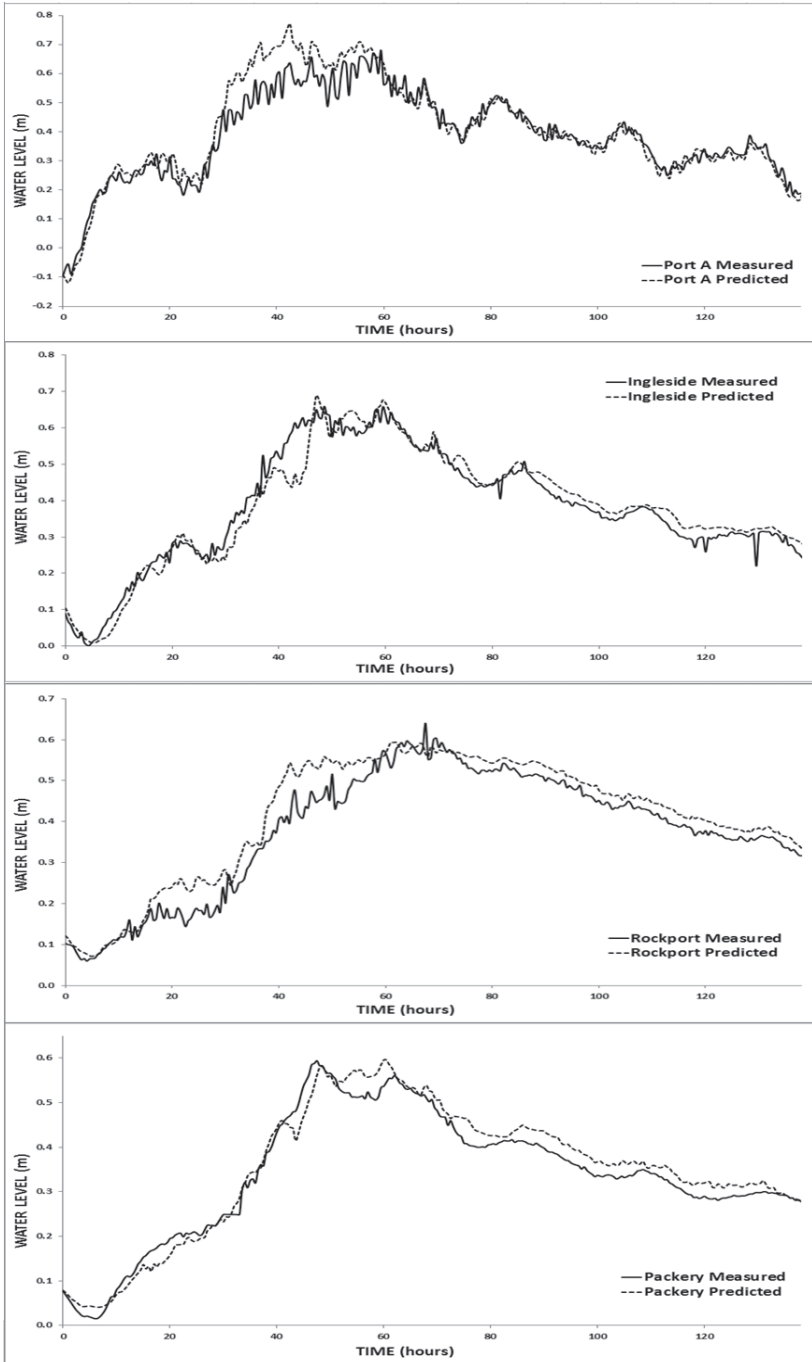 0.8
0.7
0.6
0.5
0.4
0.3
0.2
0.1
0.0
-0.1
-0.2
WATER LEVEL (m)
Port A Measured
Port A Predicted
0 20 40 60 80 100 120
TIME (hours)
0.8
0.7
0.6
0.5
0.4
0.3
0.2
0.1
0.0
WATER LEVEL (m)
Ingleside Measured
Ingleside Predicted
0 20 40 60 80 100 120
TIME (hours)
0.7
0.6
0.5
0.4
0.3
0.2
0.1
0.0
WATER LEVEL (m)
Rockport Measured
Rockport Predicted
0 20 40 60 80 100 120
TIME (hours)
0.6
0.5
0.4
0.3
0.2
0.1
0.0
WATER LEVEL (m)
Packery Measured
Packery Predicted
0 20 40 60 80 100 120
TIME (hours)